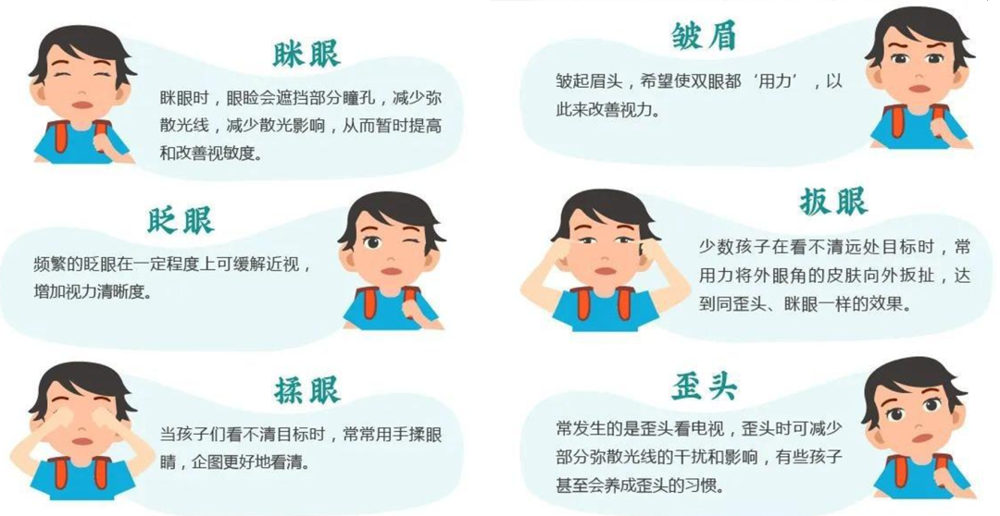 眯眼
眯眼时，眼睑会遮挡部分瞳孔，减少弥
散光线，减少散光影响，从而暂时提高
和改善视敏度。
眨眼
频繁的眨眼在一定程度上可缓解近视，
增加视力清晰度。
揉眼
当孩子们看不清目标时，常常用手揉眼
睛，企图更好地看清。
皱眉
皱起眉头，希望使双眼都‘用力’，以
此来改善视力。
扳眼
少数孩子在看不清远处目标时，常
用力将外眼角的皮肤向外扳扯，达
到同歪头、眯眼一样的效果。
歪头
常发生的是歪头看电视，歪头时可减少
部分弥散光线的干扰和影响，有些孩子
甚至会养成歪头的习惯。